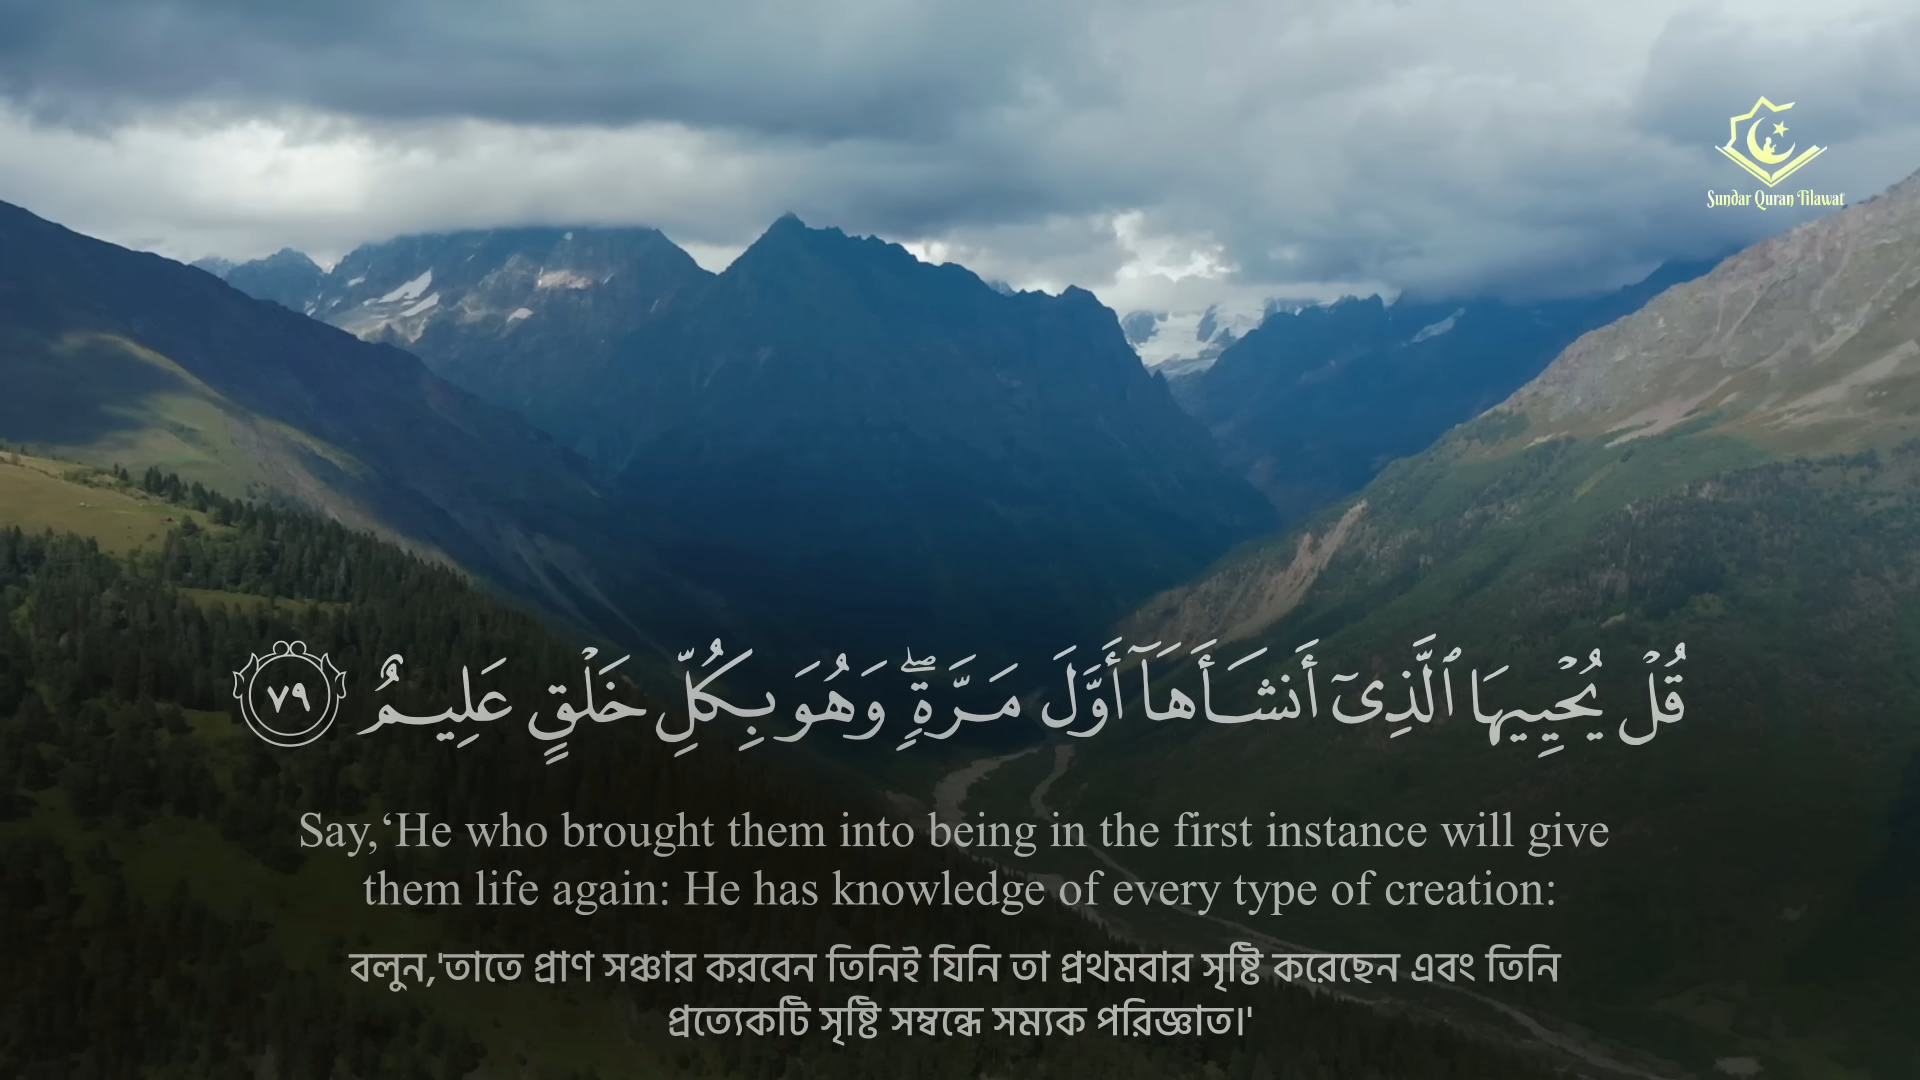 Sundar Quran Tilawat
قُلْ يُحْيِيهَا ٱلَّذِىٓ أَنشَأَهَآ أَوَّلَ مَرَّةٍۢ ۖ وَهُوَ بِكُلِّ خَلْقٍ عَلِيمٌ ٧٩
Say,‘He who brought them into being in the first instance will give
them life again: He has knowledge of every type of creation:
বলুন,'তাতে প্রাণ সঞ্চার করবেন তিনিই যিনি তা প্রথমবার সৃষ্টি করেছেন এবং তিনি
প্রত্যেকটি সৃষ্টি সম্বন্ধে সম্যক পরিজ্ঞাত।'